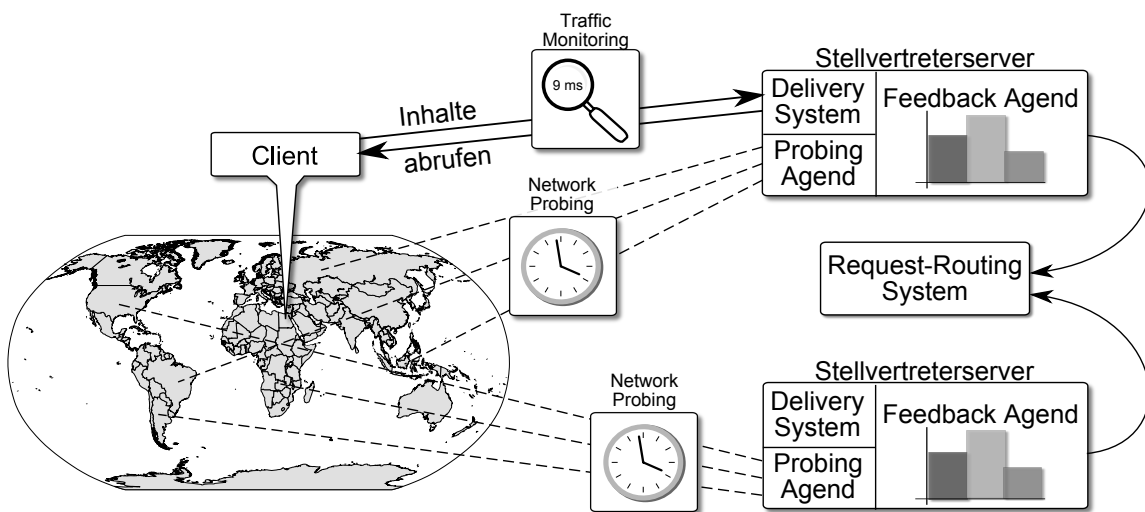 Traffic
Monitoring
9 ms
Stellvertreterserver
Delivery
System
Feedback Agend
Probing
Agend
Inhalte
abrufen
Client
Network
Probing
Request-Routing
System
Network
Probing
Stellvertreterserver
Delivery
System
Feedback Agend
Probing
Agend